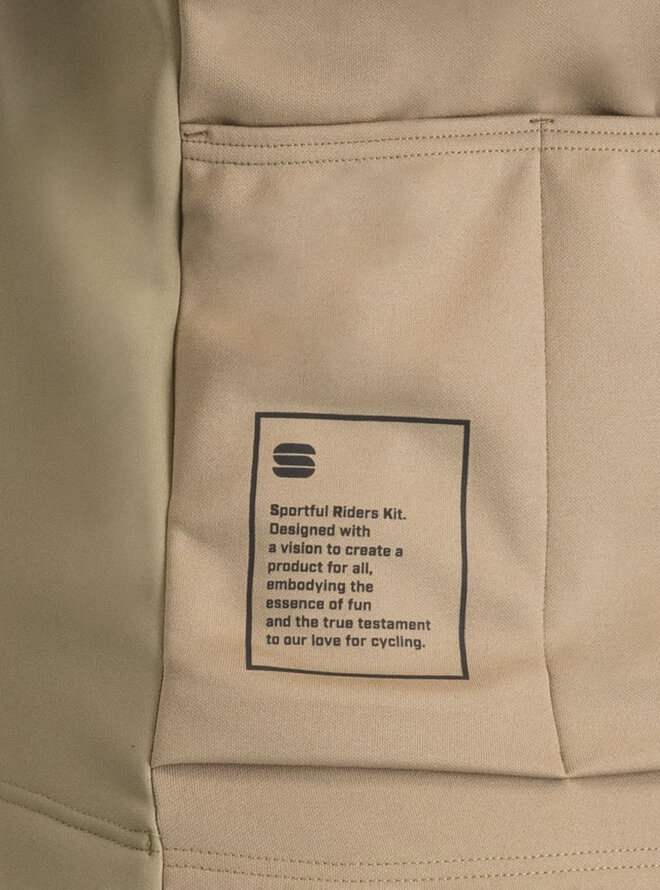 Sportful Riders Kit.
Designed with
a vision to create a
product for all,
embodying the
essence of fun
and the true testament
to our love for cycling.